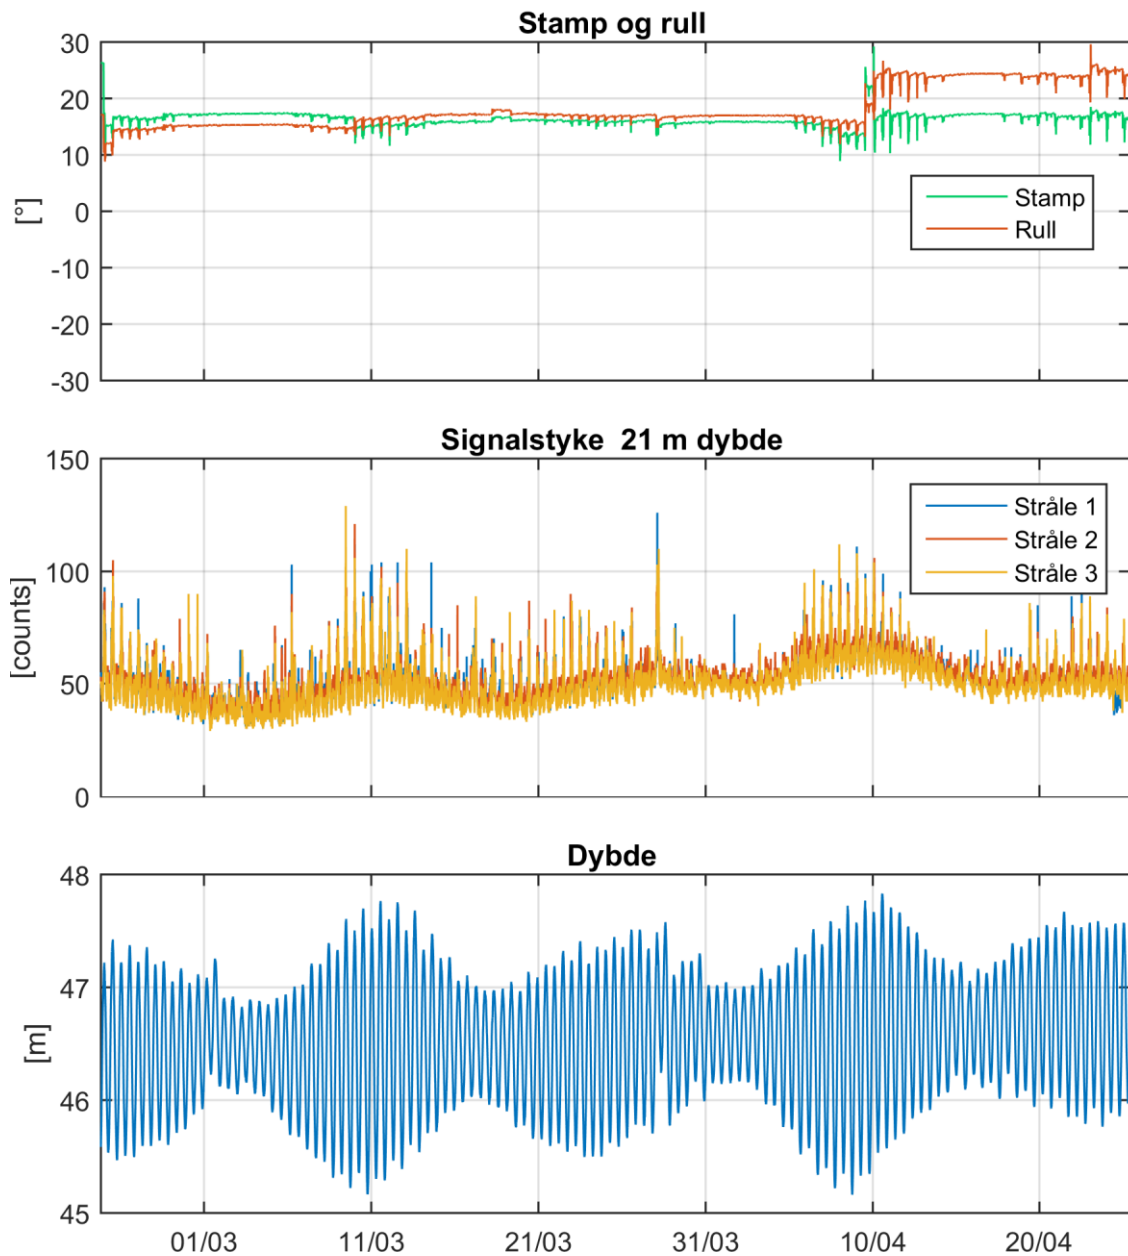 Stamp og rull
30
20
10
0
-10
-20
-30
[°]
Stamp
Rull
Signalstyke 21 m dybde
150
100
50
0
[counts]
Stråle 1
Stråle 2
Stråle 3
Dybde
48
47
46
45
[m]
01/03 11/03 21/03 31/03 10/04 20/04